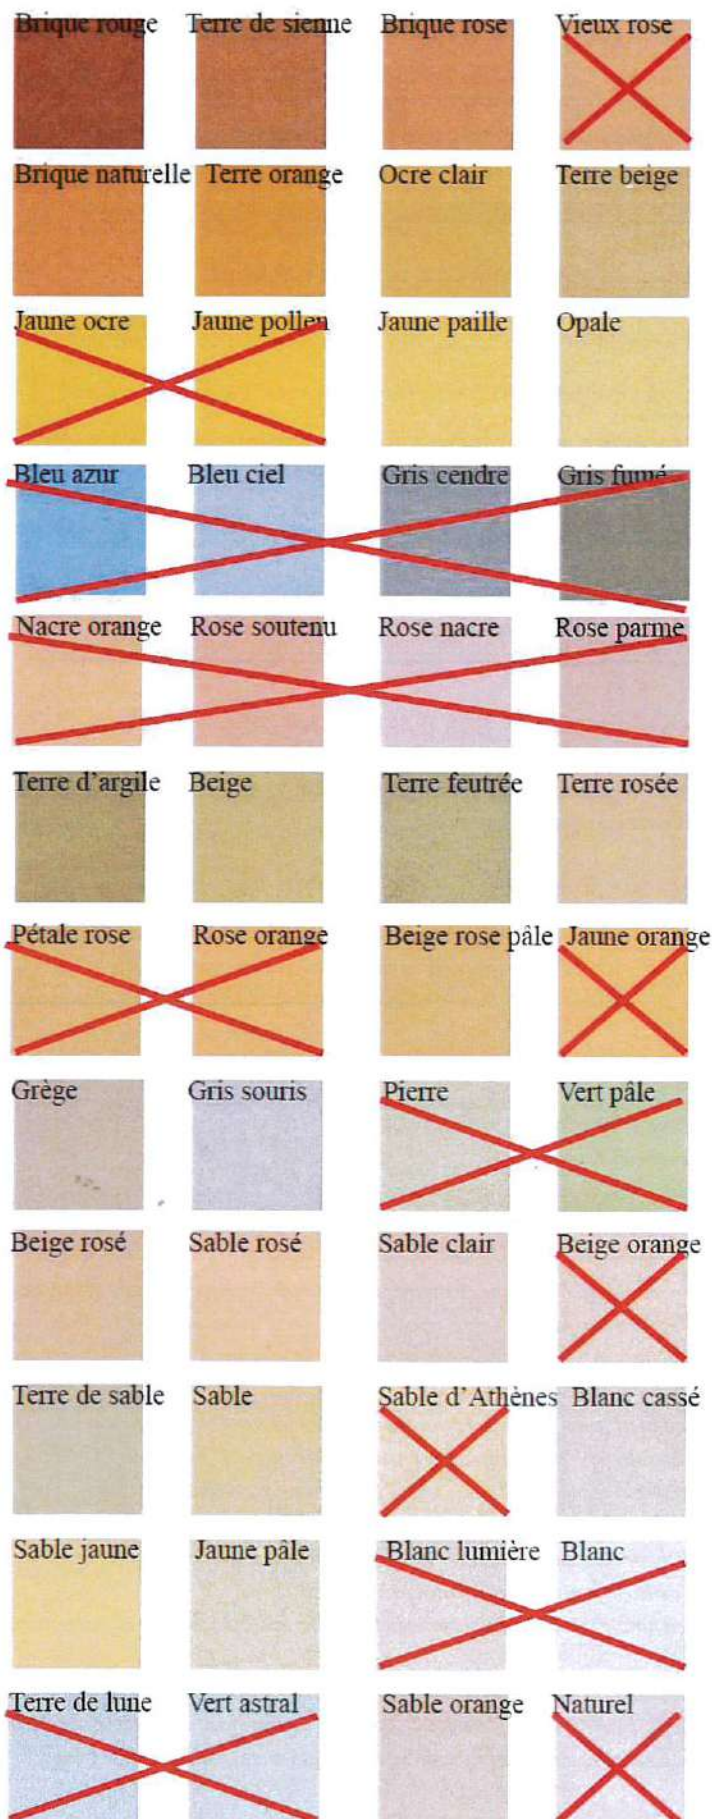 Brique rouge Terre de sienne Brique rose Vieux rose
Brique naturelle Terre orange Ocre clair Terre beige
Jaune ocre Jaune pollen Jaune paille Opale
Bleu azur Bleu ciel Gris cendre Gris fumé
Nacre orange Rose soutenu Rose nacre Rose parme
Terre d'argile Beige Terre feutrée Terre rosée
Pétale rose Rose orange Beige rose pâle Jaune orange
Grège Gris souris Pierre Vert pâle
Beige rosé Sable rosé Sable clair Beige orange
Terre de sable Sable Sable d'Athènes Blanc cassé
Sable jaune Jaune pâle Blanc lumière Blanc
Terre de lune Vert astral Sable orange Naturel